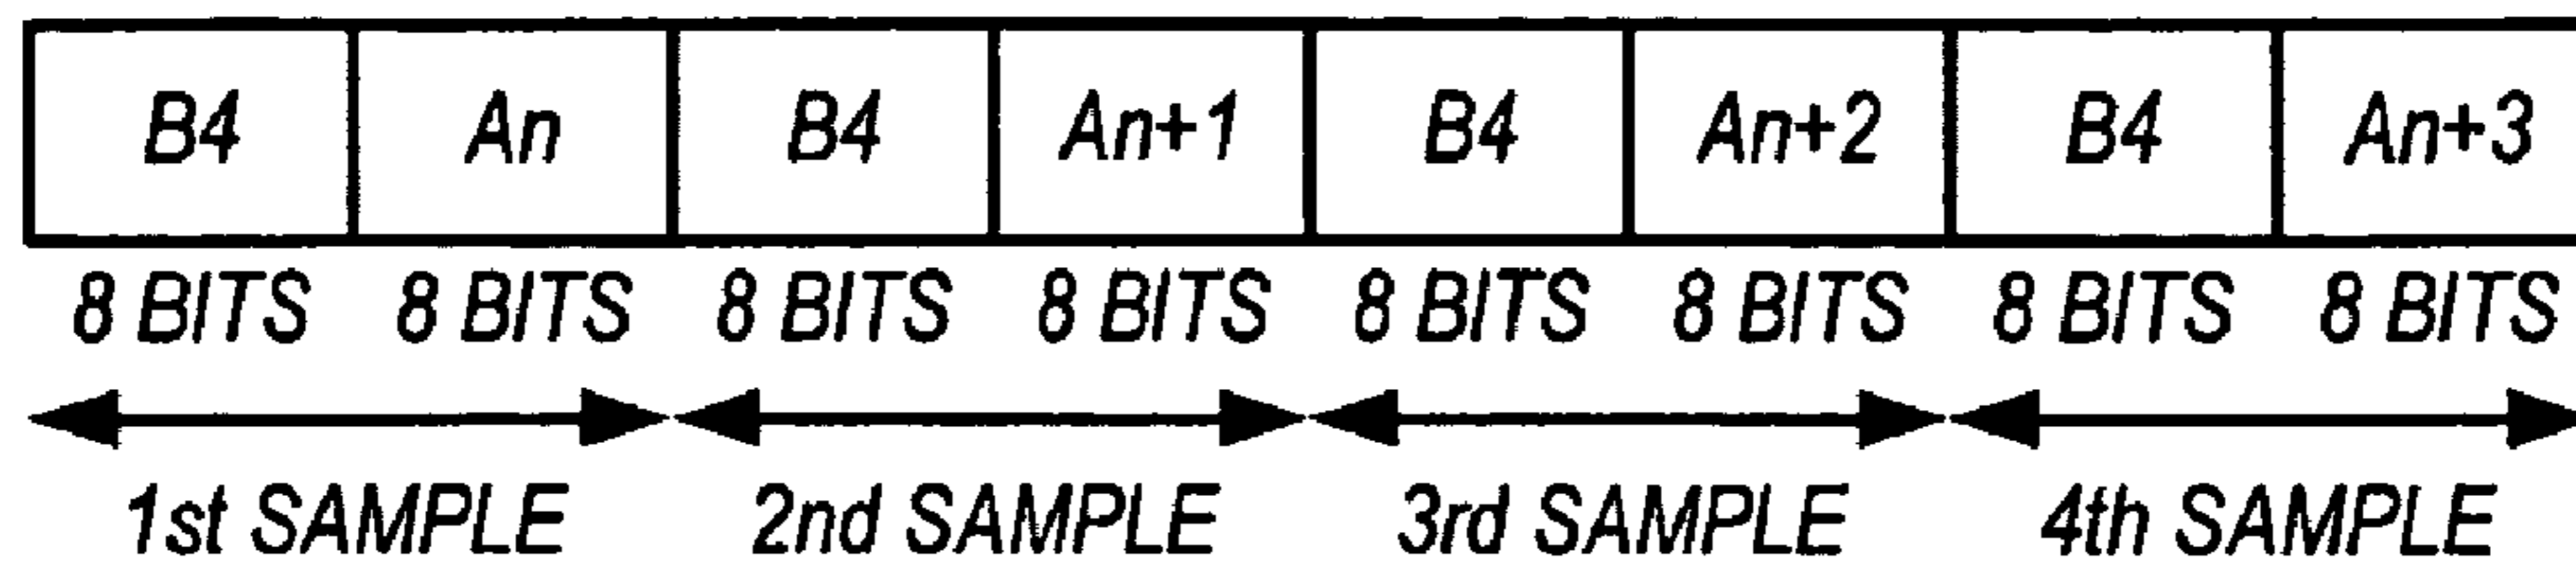 B4 An B4 An+1 B4 An+2 B4 An+3
8 BITS 8 BITS 8 BITS 8 BITS 8 BITS 8 BITS 8 BITS 8 BITS
1st SAMPLE 2nd SAMPLE 3rd SAMPLE 4th SAMPLE